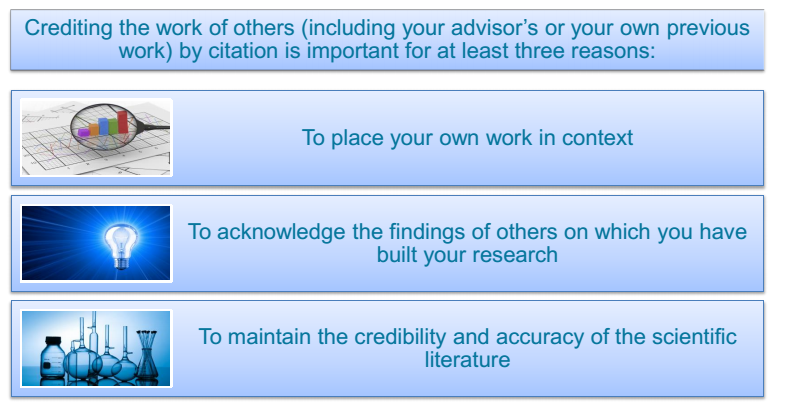 Crediting the work of others (including your advisor's or your own previous
work) by citation is important for at least three reasons:
To place your own work in context
To acknowledge the findings of others on which you have
built your research
To maintain the credibility and accuracy of the scientific
literature